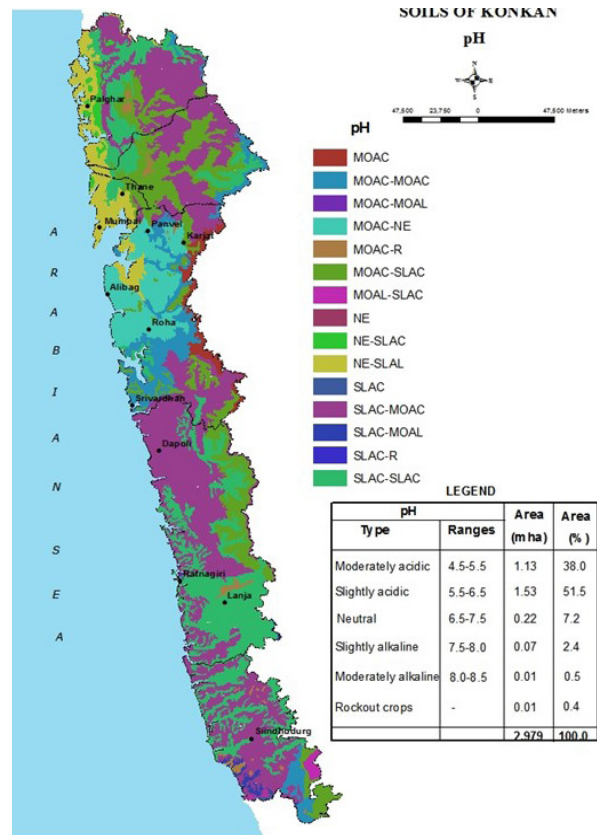 SOILS OF KONKAN
pH
N
W E
S
47,500 23,750 0 47,500 Meters
pH
MOAC
MOAC-MOAC
MOAC-MOAL
MOAC-NE
MOAC-R
MOAC-SLAC
MOAL-SLAC
NE
NE-SLAC
NE-SLAL
SLAC
SLAC-MOAC
SLAC-MOAL
SLAC-R
SLAC-SLAC
Palghar
Thane
Mumbai
Panvel
Karjat
Alibag
Roha
Srivardhan
Dapoli
Ratnagiri
Lanja
Siindhudurg
A R A B I A N S E A
LEGEND
pH Area Area
Type Ranges (m ha) (%)
Moderately acidic 4.5-5.5 1.13 38.0
Slightly acidic 5.5-6.5 1.53 51.5
Neutral 6.5-7.5 0.22 7.2
Slightly alkaline 7.5-8.0 0.07 2.4
Moderately alkaline 8.0-8.5 0.01 0.5
Rockout crops - 0.01 0.4
2.979 100.0